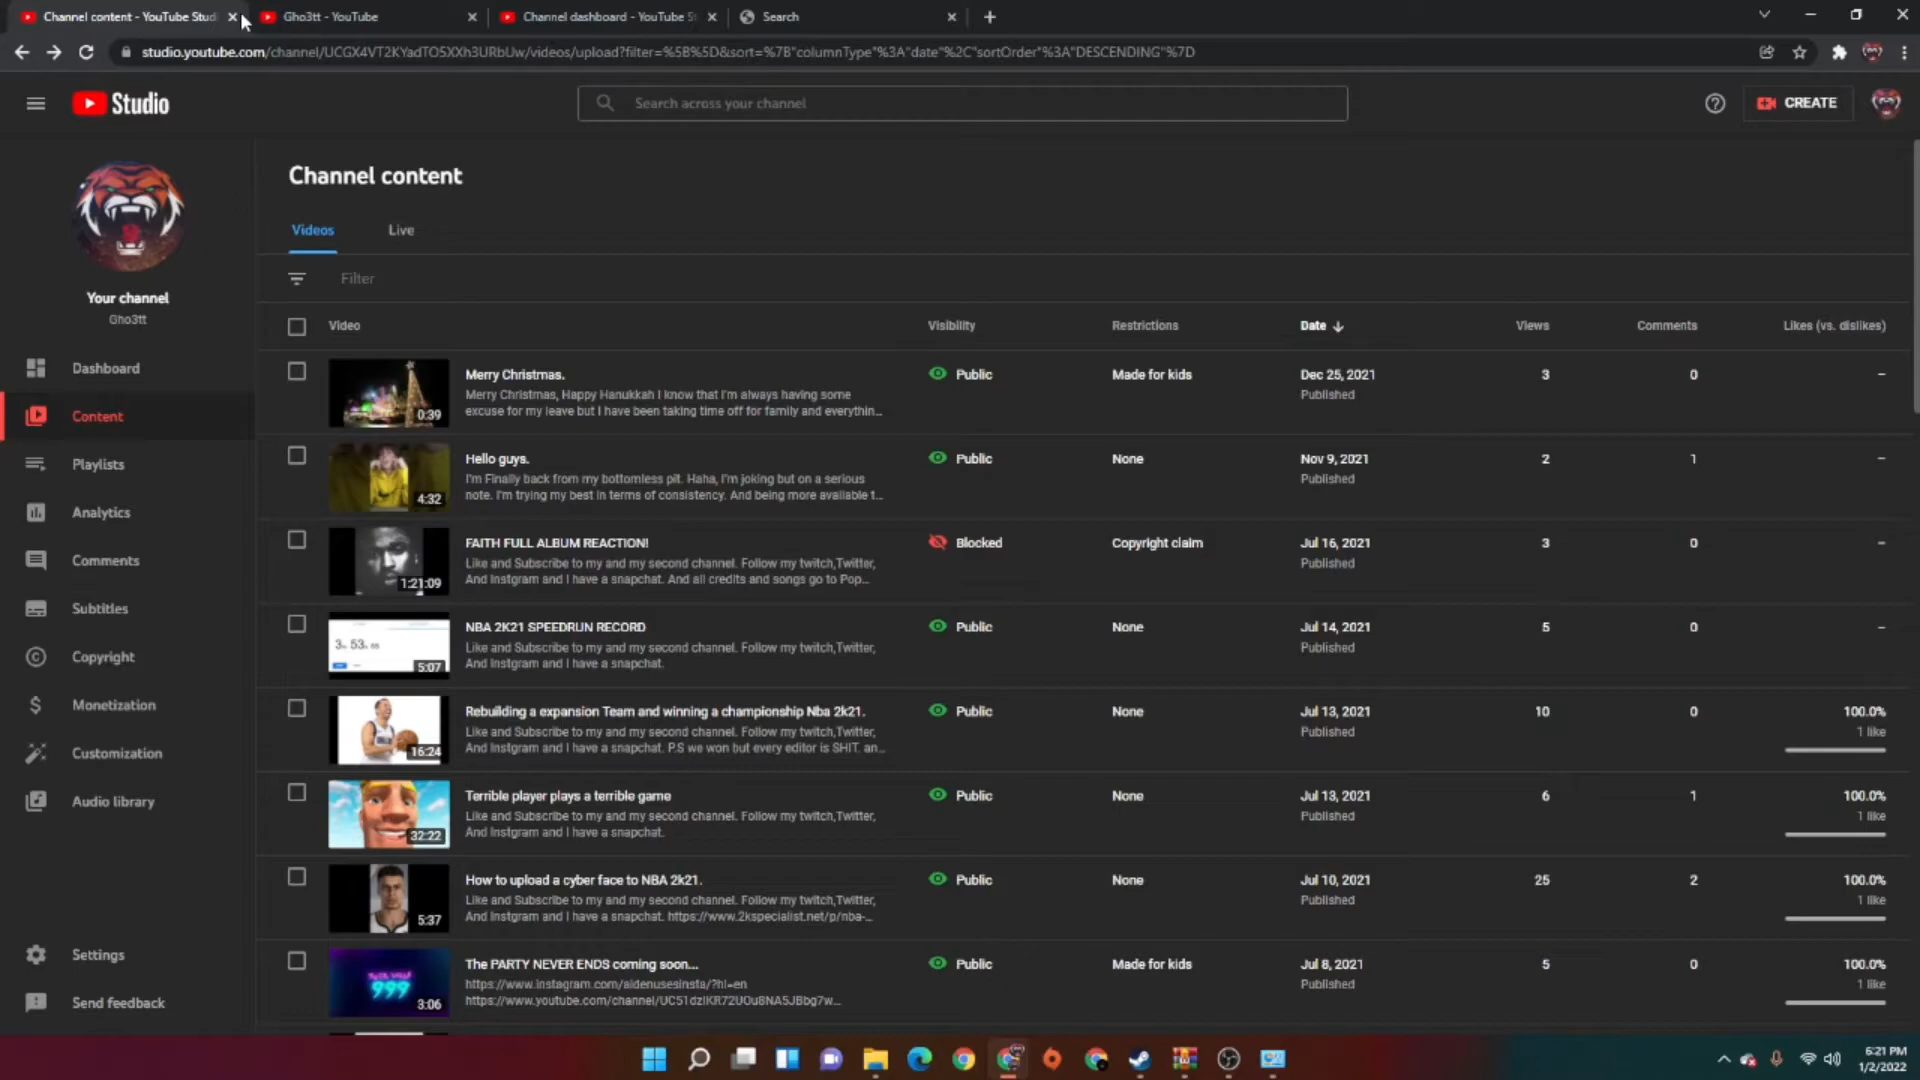 Channel content - YouTube Stud
Gho3tt - YouTube
Channel dashboard - YouTube S
Search
studio.youtube.com/channel/UCGX4VT2KYadTO5XXh3URbUw/videos/upload?filter=%5B%5D&sort=%7B"columnType"%3A"date"%2C"sortOrder"%3A"DESCENDING"%7D
Studio
Search across your channel
CREATE
Channel content
Videos Live
Filter
Your channel
Gho3tt
Dashboard
Content
Playlists
Analytics
Comments
Subtitles
Copyright
Monetization
Customization
Audio library
Settings
Send feedback
Video Visibility Restrictions Date Views Comments Likes (vs. dislikes)
0:39
Merry Christmas. Public Made for kids Dec 25, 2021 3 0 –
Merry Christmas, Happy Hanukkah I know that I'm always having some Published
excuse for my leave but I have been taking time off for family and everythin...
4:32
Hello guys. Public None Nov 9, 2021 2 1 –
I'm Finally back from my bottomless pit. Haha, I'm joking but on a serious Published
note. I'm trying my best in terms of consistency. And being more available t...
1:21:09
FAITH FULL ALBUM REACTION! Blocked Copyright claim Jul 16, 2021 3 0 –
Like and Subscribe to my and my second channel. Follow my twitch,Twitter, Published
And Instgram and I have a snapchat. And all credits and songs go to Pop...
5:07
NBA 2K21 SPEEDRUN RECORD Public None Jul 14, 2021 5 0 –
Like and Subscribe to my and my second channel. Follow my twitch,Twitter, Published
And Instgram and I have a snapchat.
16:24
Rebuilding a expansion Team and winning a championship Nba 2k21. Public None Jul 13, 2021 10 0 100.0%
Like and Subscribe to my and my second channel. Follow my twitch,Twitter, Published 1 like
And Instgram and I have a snapchat. P.S we won but every editor is SHIT. an...
32:22
Terrible player plays a terrible game Public None Jul 13, 2021 6 1 100.0%
Like and Subscribe to my and my second channel. Follow my twitch,Twitter, Published 1 like
And Instgram and I have a snapchat.
5:37
How to upload a cyber face to NBA 2k21. Public None Jul 10, 2021 25 2 100.0%
Like and Subscribe to my and my second channel. Follow my twitch,Twitter, Published 1 like
And Instgram and I have a snapchat. https://www.2kspecialist.net/p/nba-...
999
3:06
The PARTY NEVER ENDS coming soon... Public Made for kids Jul 8, 2021 5 0 100.0%
https://www.instagram.com/aidenusesinsta/?hl=en Published 1 like
https://www.youtube.com/channel/UC51dzIKR72UOu8NA5JBbg7w...
6:21 PM
1/2/2022